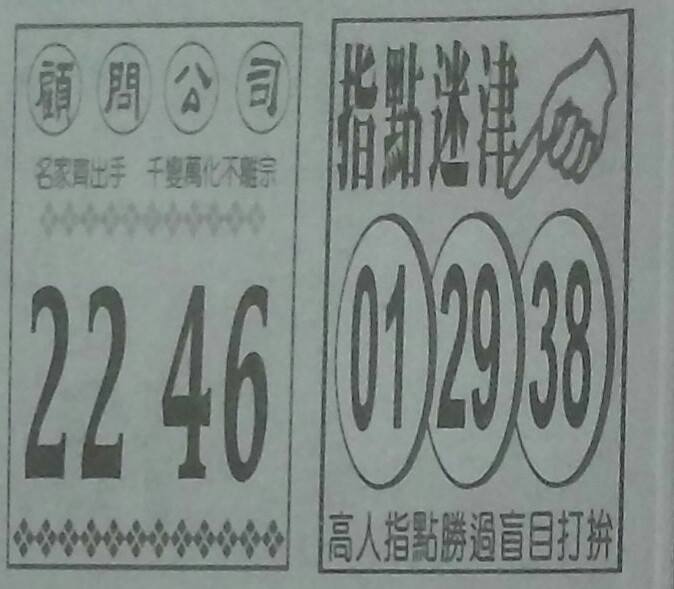 顧問公司
名家齊出手 千變萬化不離宗
22 46
指點迷津
01 29 38
高人指點勝過盲目打拚